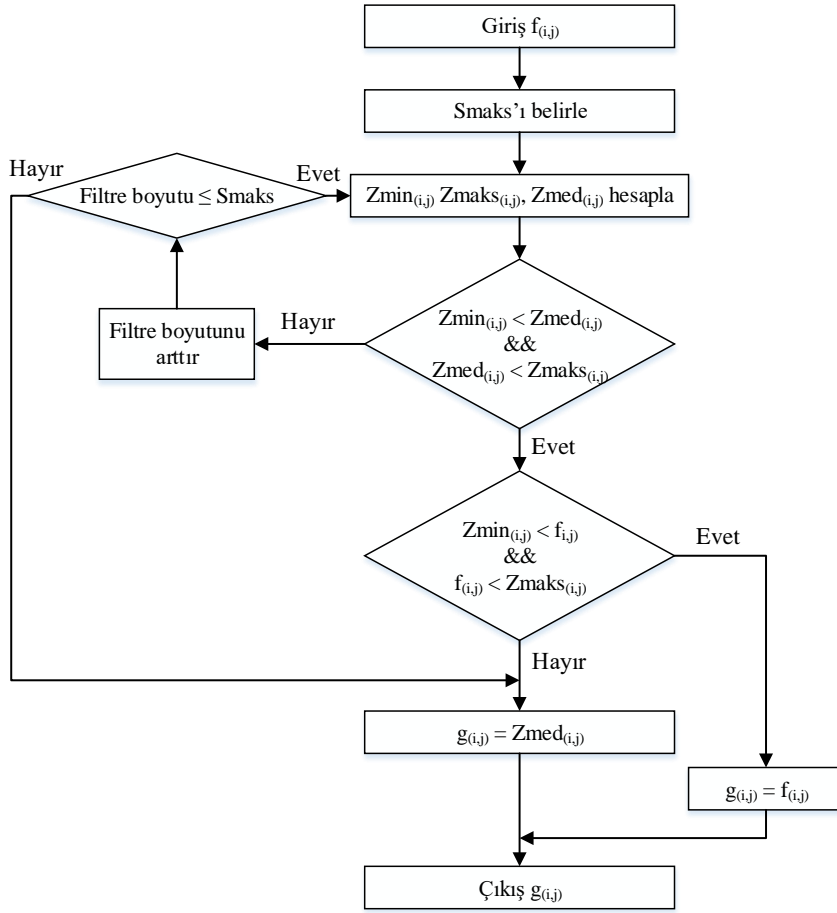 Giriş f(i,j)
Smaks’ı belirle
Hayır
Evet
Filtre boyutu ≤ Smaks
Zmin(i,j) Zmaks(i,j), Zmed(i,j) hesapla
Filtre boyutunu
arttır
Hayır
Zmin(i,j) < Zmed(i,j)
&&
Zmed(i,j) < Zmaks(i,j)
Evet
Zmin(i,j) < fi,j)
&&
f(i,j) < Zmaks(i,j)
Evet
Hayır
g(i,j) = Zmed(i,j)
g(i,j) = f(i,j)
Çıkış g(i,j)